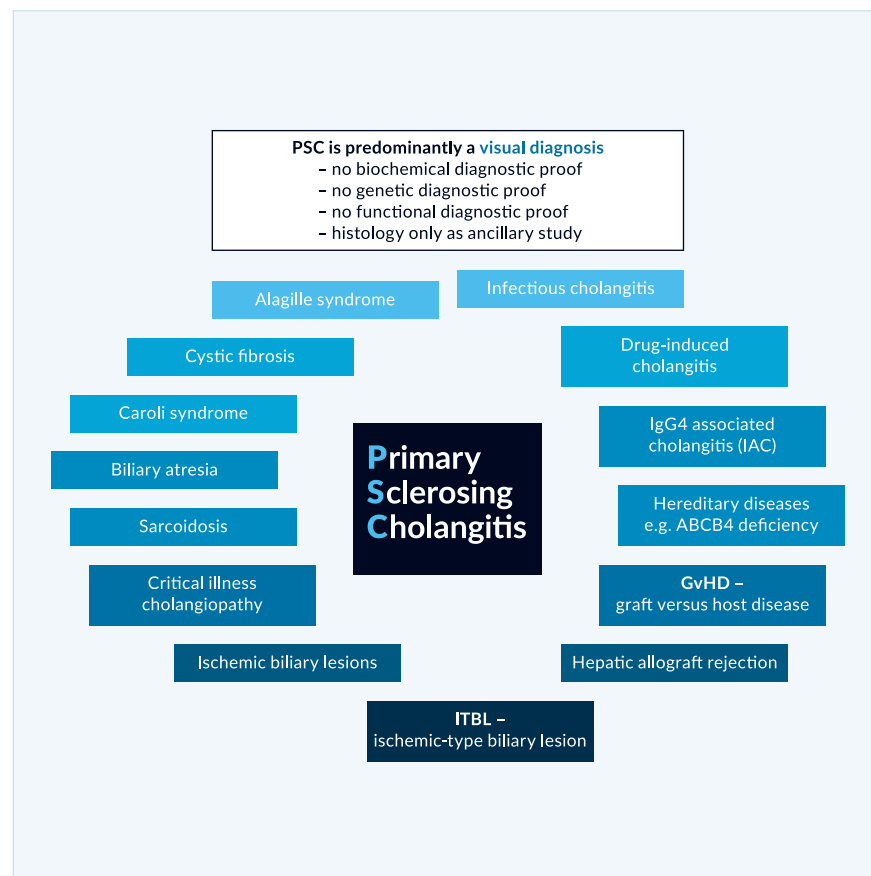 PSC is predominantly a visual diagnosis
– no biochemical diagnostic proof
– no genetic diagnostic proof
– no functional diagnostic proof
– histology only as ancillary study
Alagille syndrome
Infectious cholangitis
Cystic fibrosis
Drug-induced
cholangitis
Caroli syndrome
IgG4 associated
cholangitis (IAC)
Biliary atresia
Primary
Sclerosing
Cholangitis
Sarcoidosis
Hereditary diseases
e.g. ABCB4 deficiency
Critical illness
cholangiopathy
GvHD –
graft versus host disease
Ischemic biliary lesions
Hepatic allograft rejection
ITBL –
ischemic-type biliary lesion